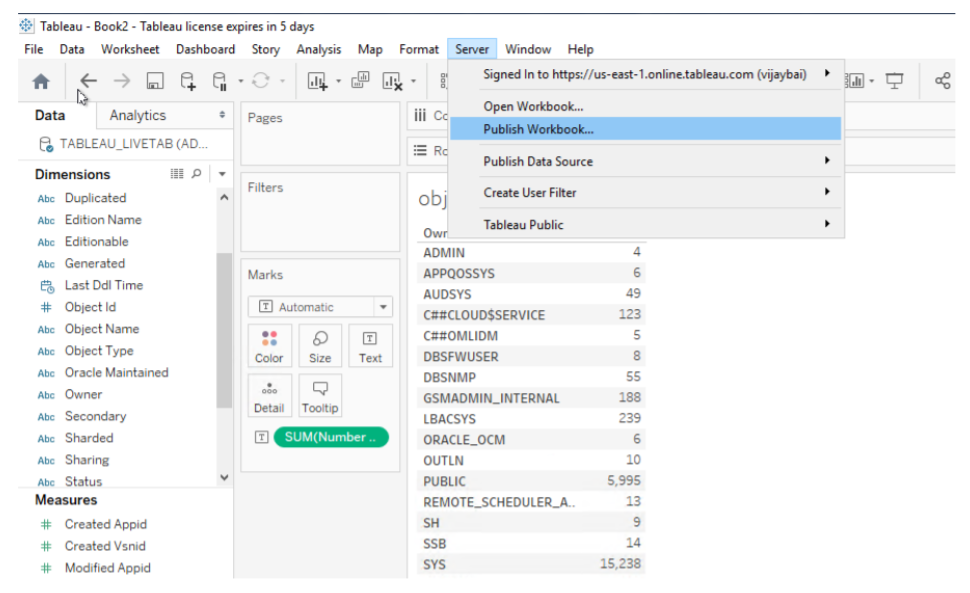 Tableau - Book2 - Tableau license expires in 5 days
File Data Worksheet Dashboard Story Analysis Map Format Server Window Help
Signed In to https://us-east-1.online.tableau.com (vijaybai)
Open Workbook...
Publish Workbook...
Publish Data Source
Create User Filter
Tableau Public
Data Analytics
TABLEAU_LIVETAB (AD...
Dimensions
Abc Duplicated
Abc Edition Name
Abc Editionable
Abc Generated
Last Ddl Time
# Object Id
Abc Object Name
Abc Object Type
Abc Oracle Maintained
Abc Owner
Abc Secondary
Abc Sharded
Abc Sharing
Abc Status
Measures
# Created Appid
# Created Vsnid
# Modified Appid
Pages
Filters
Marks
T Automatic
Color Size Text
Detail Tooltip
T SUM(Number ..
iii Co
Ro
obj
Owr
ADMIN 4
APPQOSSYS 6
AUDSYS 49
C##CLOUD$SERVICE 123
C##OMLIDM 5
DBSFWUSER 8
DBSNMP 55
GSMADMIN_INTERNAL 188
LBACSYS 239
ORACLE_OCM 6
OUTLN 10
PUBLIC 5,995
REMOTE_SCHEDULER_A.. 13
SH 9
SSB 14
SYS 15,238